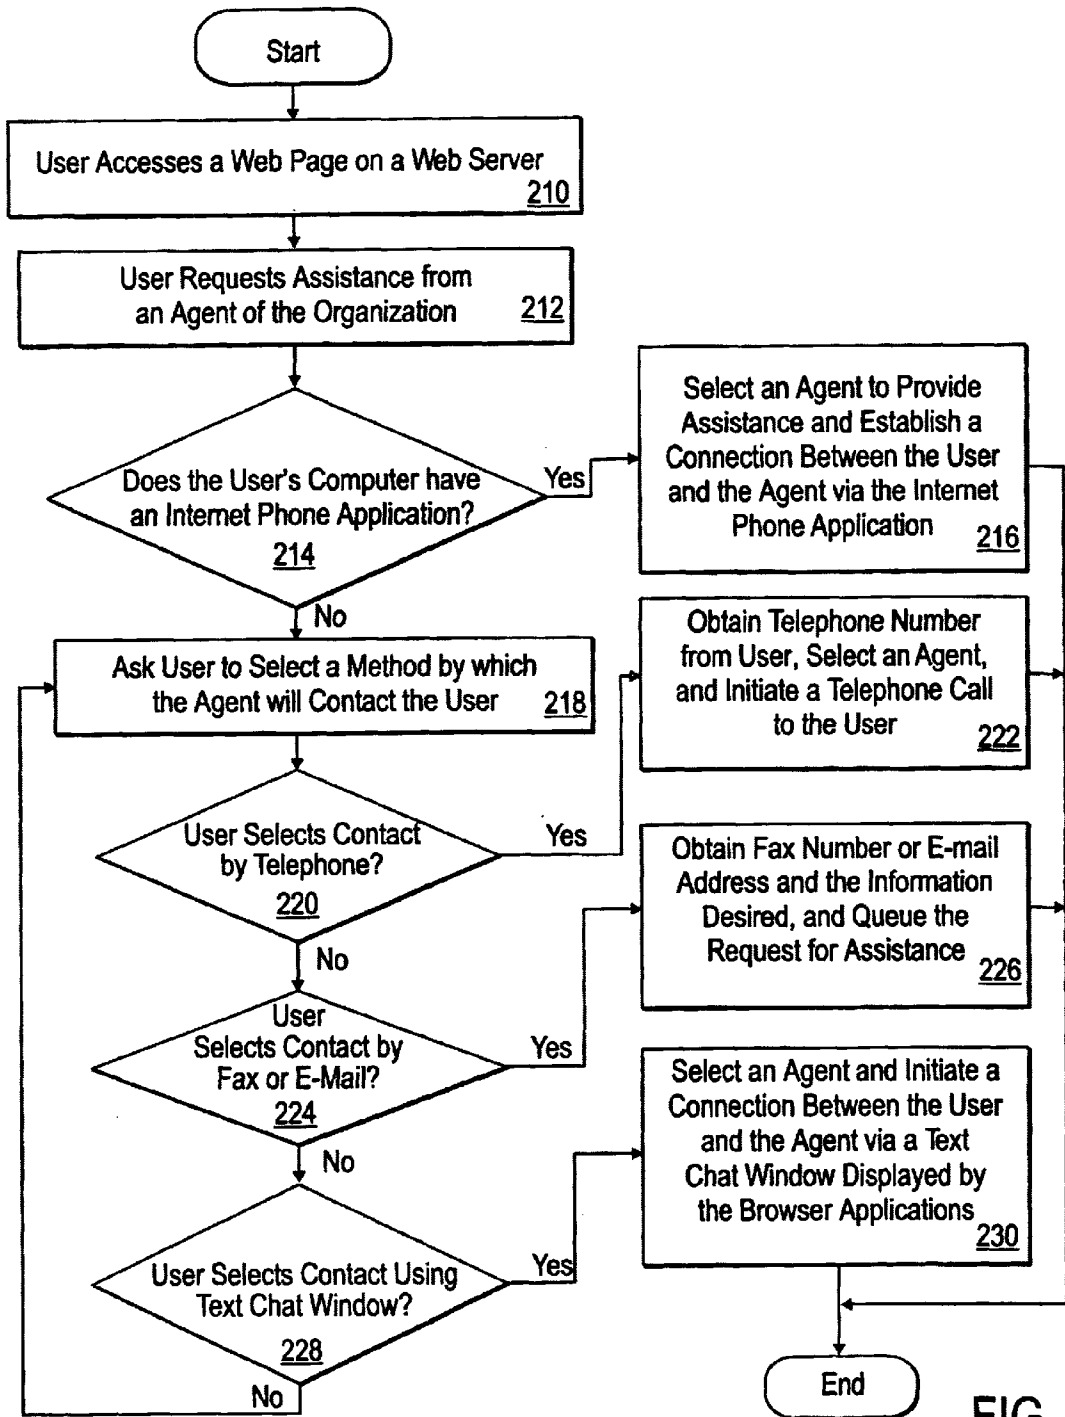 Start
User Accesses a Web Page on a Web Server
210
User Requests Assistance from
an Agent of the Organization
212
Does the User's Computer have
an Internet Phone Application?
214
Yes
No
Select an Agent to Provide
Assistance and Establish a
Connection Between the User
and the Agent via the Internet
Phone Application
216
Ask User to Select a Method by which
the Agent will Contact the User
218
Obtain Telephone Number
from User, Select an Agent,
and Initiate a Telephone Call
to the User
222
User Selects Contact
by Telephone?
220
Yes
No
Obtain Fax Number or E-mail
Address and the Information
Desired, and Queue the
Request for Assistance
226
User
Selects Contact by
Fax or E-Mail?
224
Yes
No
Select an Agent and Initiate a
Connection Between the User
and the Agent via a Text
Chat Window Displayed by
the Browser Applications
230
User Selects Contact Using
Text Chat Window?
228
Yes
No
End
FIG